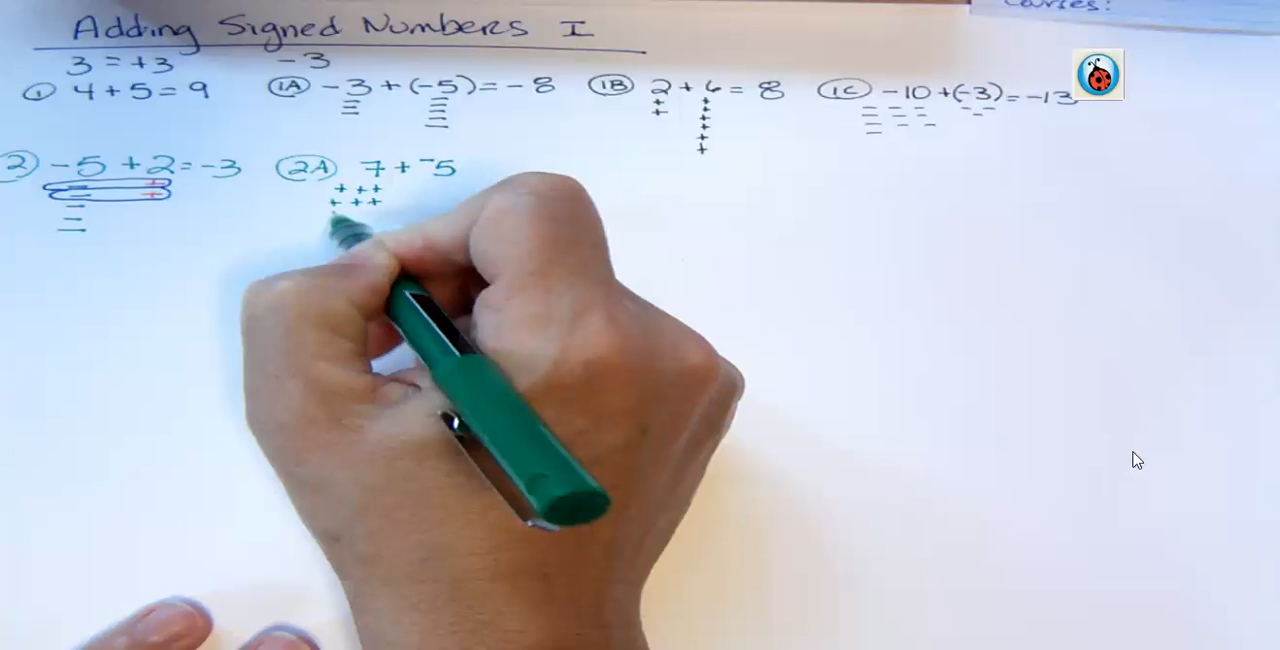 courses:
Adding Signed Numbers I
3 = +3 -3
① 4 + 5 = 9 1A -3 + (-5) = -8 1B 2 + 6 = 8 1C -10 + (-3) = -13
2) -5 + 2 = -3 2A 7 + ⁻5